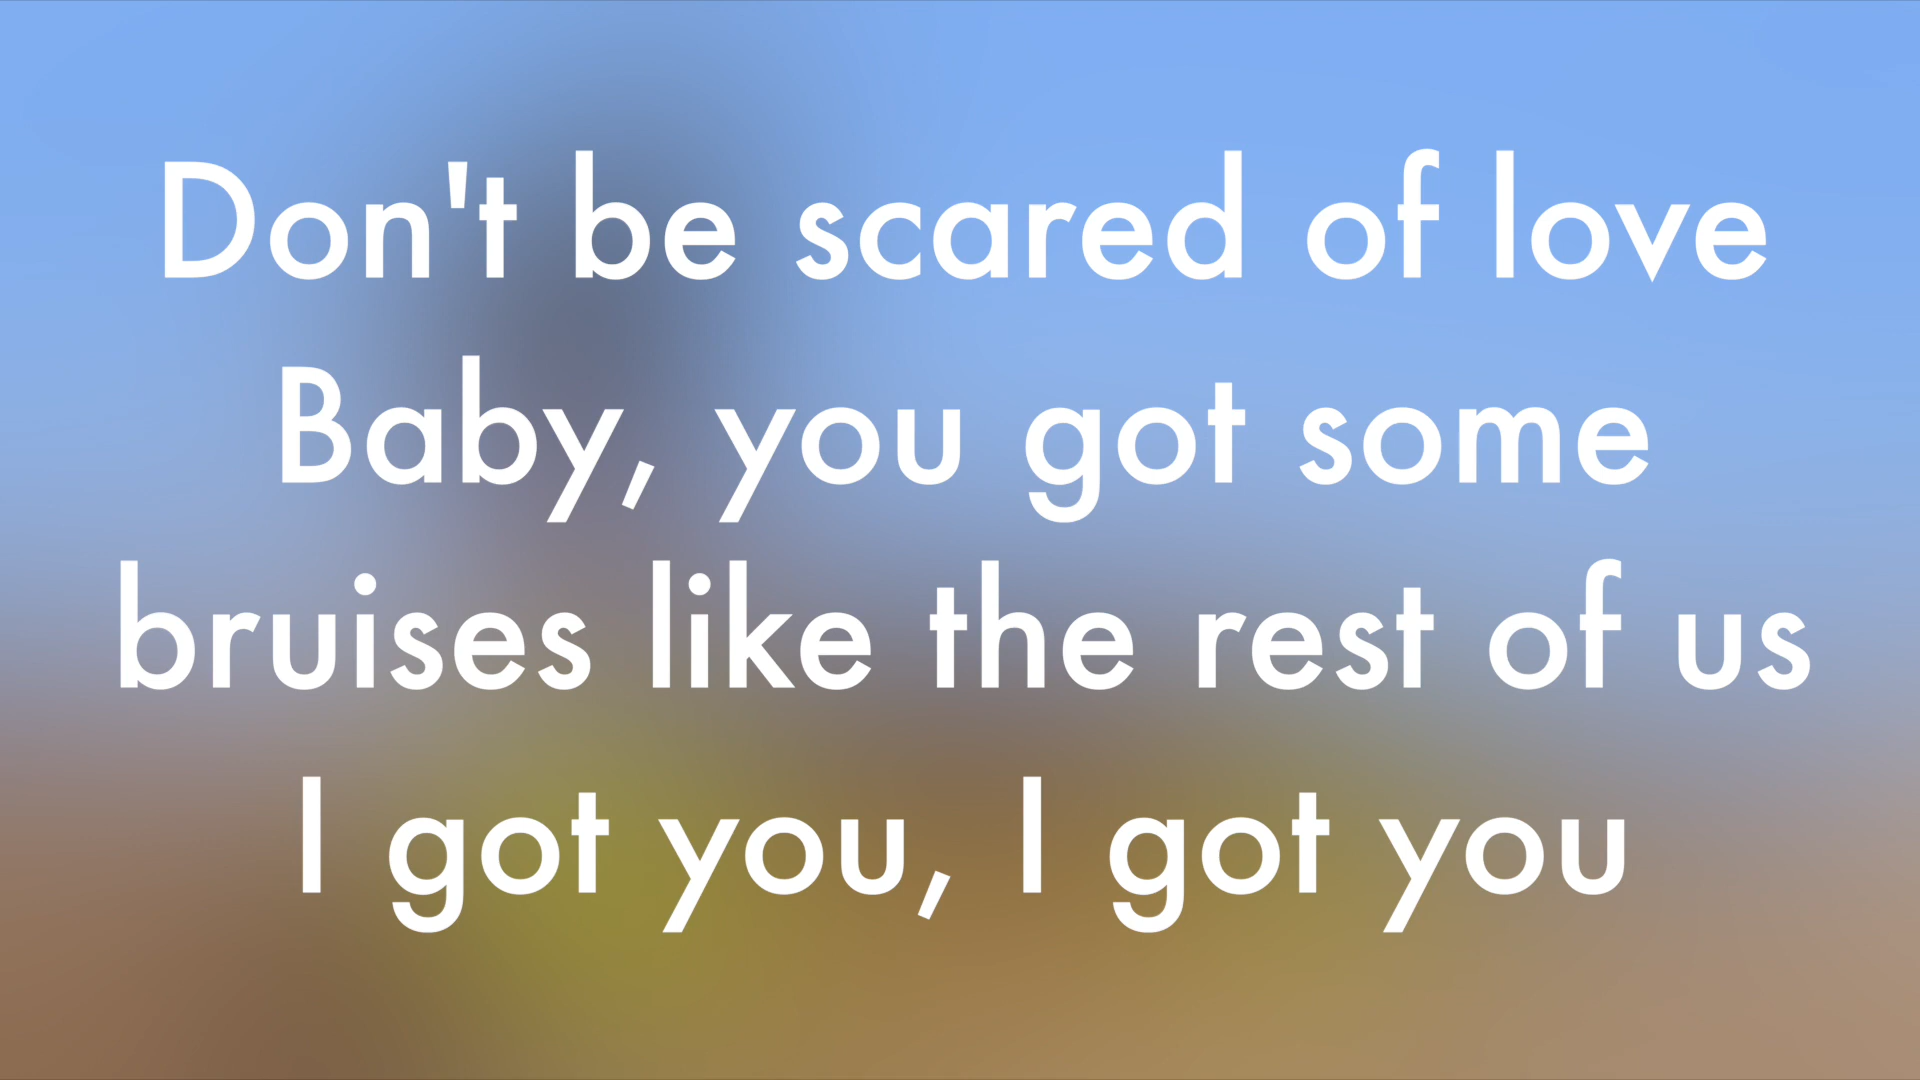 Don't be scared of love
Baby, you got some
bruises like the rest of us
I got you, I got you